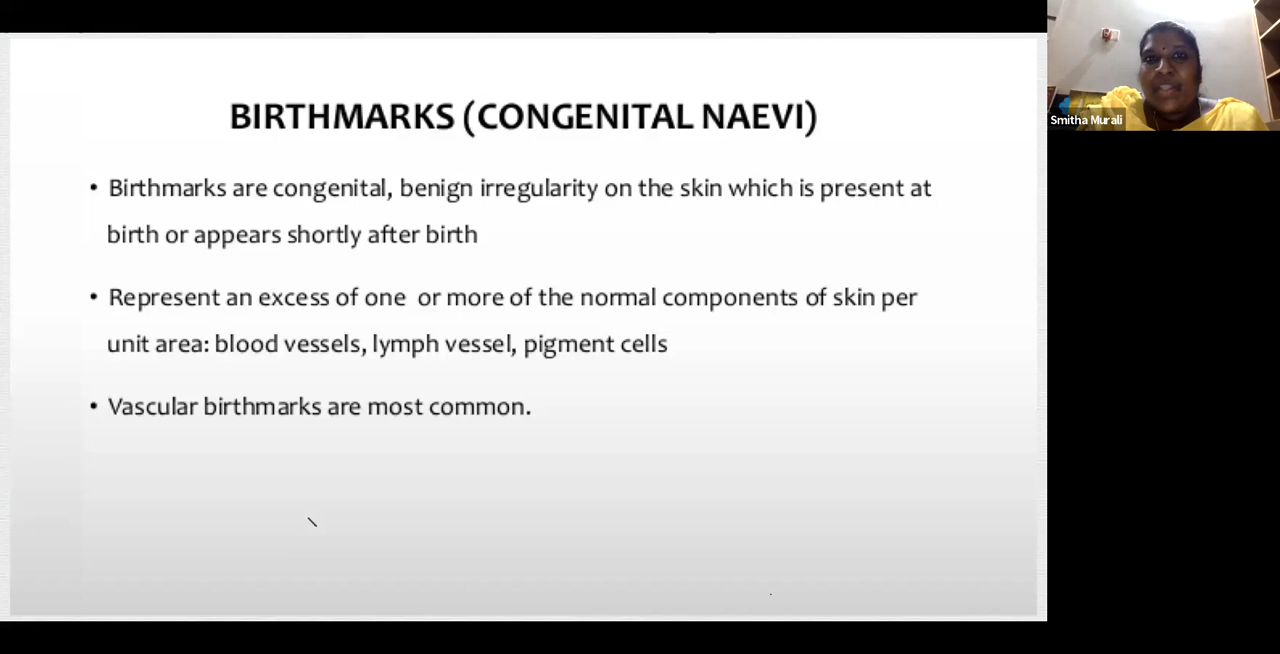 BIRTHMARKS (CONGENITAL NAEVI)
• Birthmarks are congenital, benign irregularity on the skin which is present at
birth or appears shortly after birth
• Represent an excess of one or more of the normal components of skin per
unit area: blood vessels, lymph vessel, pigment cells
• Vascular birthmarks are most common.
Smitha Murali